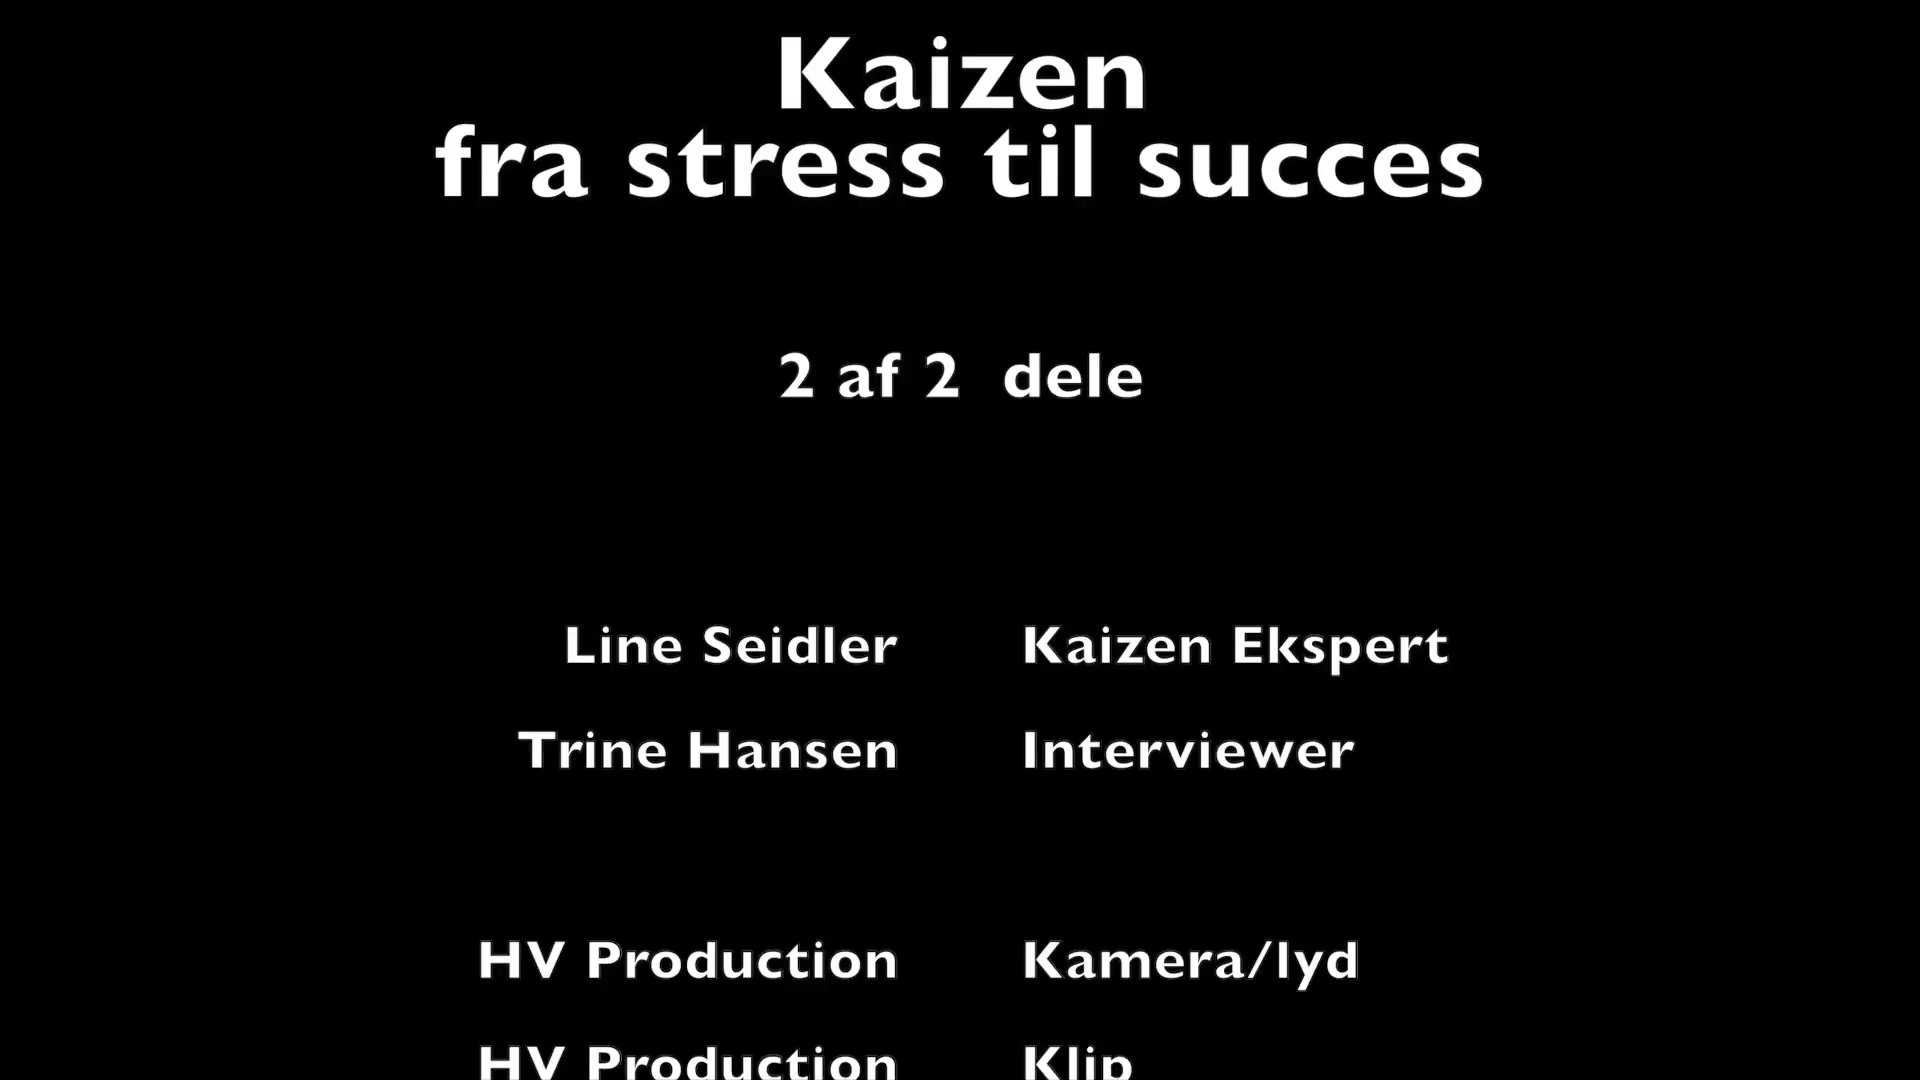 Kaizen
fra stress til succes
2 af 2 dele
Line Seidler Kaizen Ekspert
Trine Hansen Interviewer
HV Production Kamera/lyd
HV Production Klip